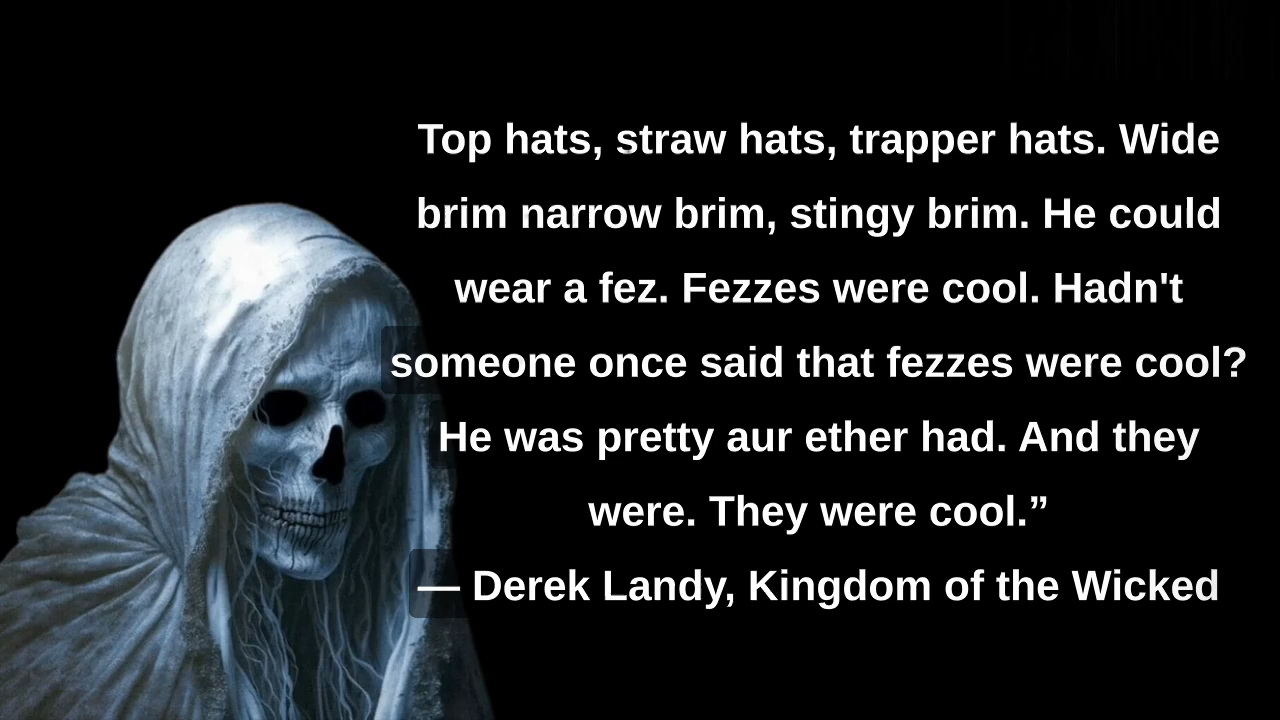 Top hats, straw hats, trapper hats. Wide
brim narrow brim, stingy brim. He could
wear a fez. Fezzes were cool. Hadn't
someone once said that fezzes were cool?
He was pretty aur ether had. And they
were. They were cool.”
— Derek Landy, Kingdom of the Wicked